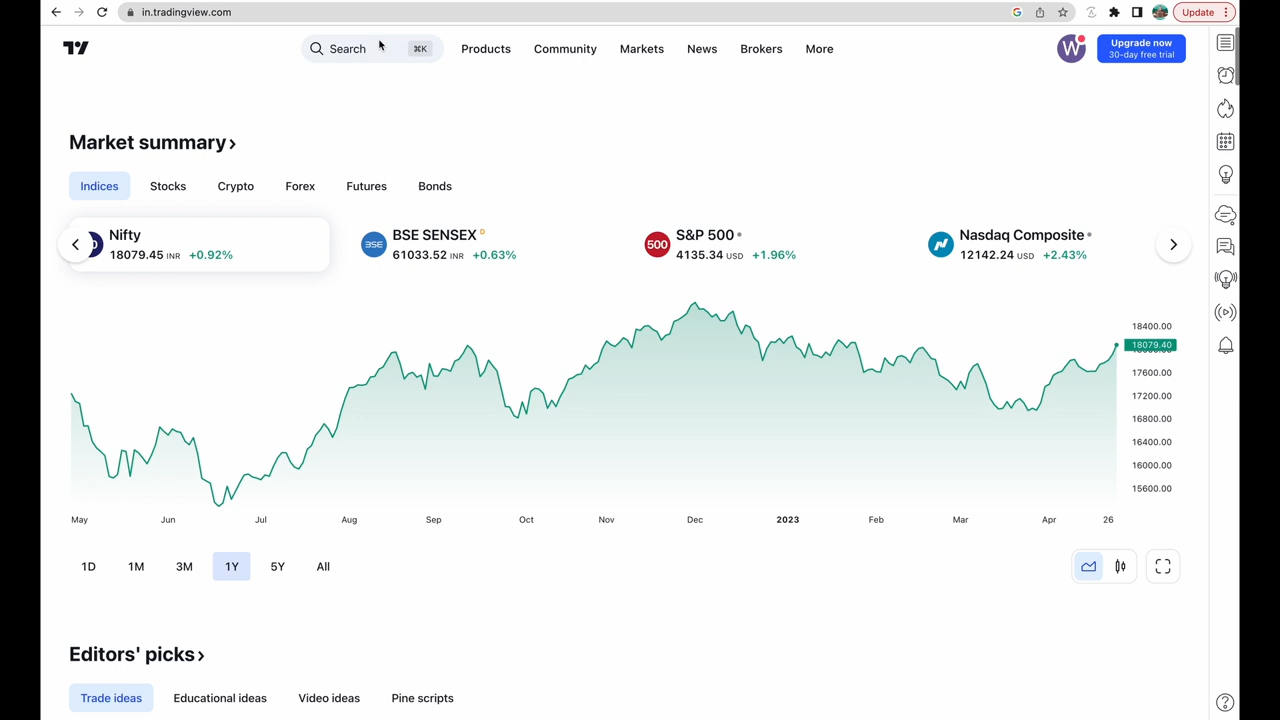 in.tradingview.com
Update
Search
⌘K
Products
Community
Markets
News
Brokers
More
W
Upgrade now
30-day free trial
Market summary ›
Indices
Stocks
Crypto
Forex
Futures
Bonds
Nifty
18079.45 INR +0.92%
BSE
BSE SENSEX D
61033.52 INR +0.63%
500
S&P 500
4135.34 USD +1.96%
Nasdaq Composite
12142.24 USD +2.43%
18400.00
18079.40
17600.00
17200.00
16800.00
16400.00
16000.00
15600.00
May
Jun
Jul
Aug
Sep
Oct
Nov
Dec
2023
Feb
Mar
Apr
26
1D
1M
3M
1Y
5Y
All
Editors' picks ›
Trade ideas
Educational ideas
Video ideas
Pine scripts